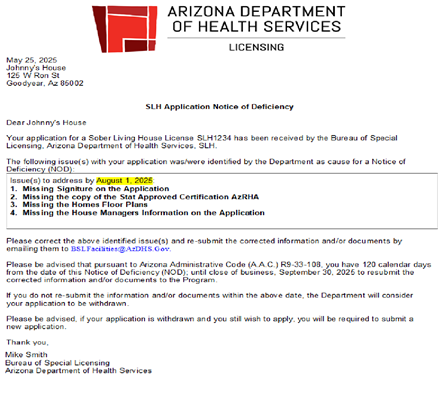 ARIZONA DEPARTMENT
OF HEALTH SERVICES
LICENSING
May 25, 2025
Johnny's House
125 W Ron St
Goodyear, Az 85002
SLH Application Notice of Deficiency
Dear Johnny's House
Your application for a Sober Living House License SLH1234 has been received by the Bureau of Special
Licensing, Arizona Department of Health Services, SLH.
The following issue(s) with your application was/were identified by the Department as cause for a Notice of
Deficiency (NOD):
Issue(s) to address by August 1, 2025
1. Missing Signiture on the Application
2. Missing the copy of the Stat Approved Certification AzRHA
3. Missing the Homes Floor Plans
4. Missing the House Managers Information on the Application
Please correct the above identified issue(s) and re-submit the corrected information and/or documents by
emailing them to BSLFacilities@AzDHS.Gov.
Please be advised that pursuant to Arizona Administrative Code (A.A.C.) R9-33-108, you have 120 calendar days
from the date of this Notice of Deficiency (NOD); until close of business, September 30, 2025 to resubmit the
corrected information and/or documents to the Program.
If you do not re-submit the information and/or documents within the above date, the Department will consider
your application to be withdrawn.
Please be advised, if your application is withdrawn and you still wish to apply, you will be required to submit a
new application.
Thank you,
Mike Smith
Bureau of Special Licensing
Arizona Department of Health Services